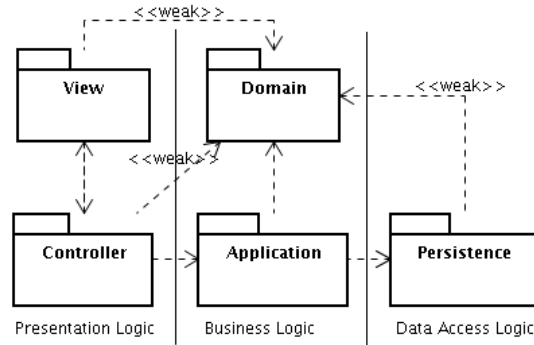 <<weak>>
View
Domain
<<weak>>
<<weak>>
Controller
Application
Persistence
Presentation Logic
Business Logic
Data Access Logic